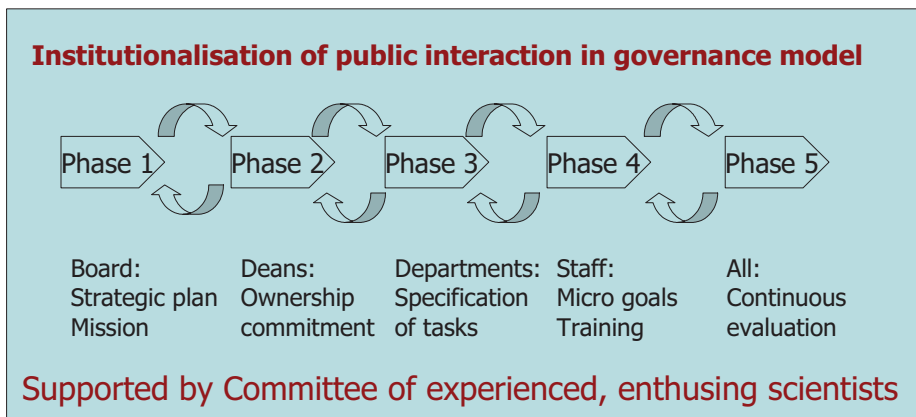 Institutionalisation of public interaction in governance model
Phase 1
Phase 2
Phase 3
Phase 4
Phase 5
Board:
Strategic plan
Mission
Deans:
Ownership
commitment
Departments:
Specification
of tasks
Staff:
Micro goals
Training
All:
Continuous
evaluation
Supported by Committee of experienced, enthusing scientists